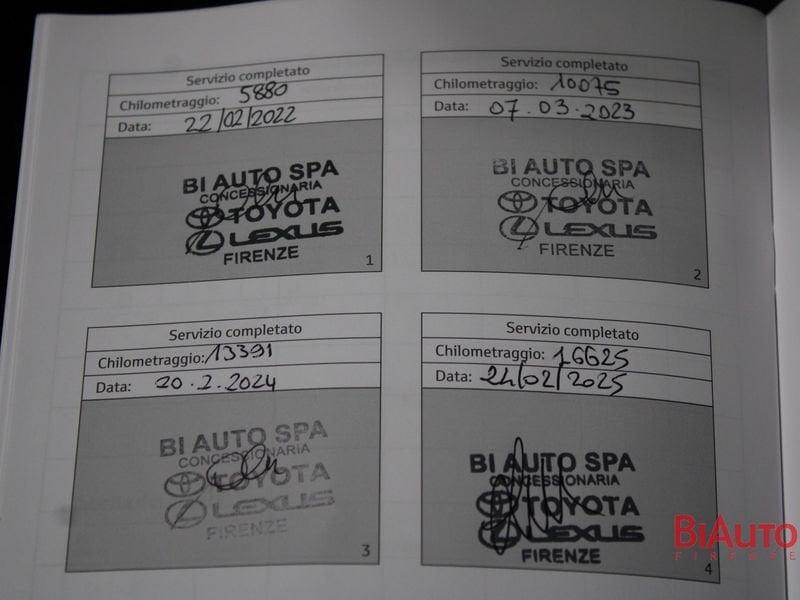 Servizio completato
Chilometraggio: 5880
Data: 22/02/2022
BI AUTO SPA
CONCESSIONARIA
TOYOTA
LEXUS
FIRENZE
1
Servizio completato
Chilometraggio: 10075
Data: 07.03.2023
BI AUTO SPA
CONCESSIONARIA
TOYOTA
LEXUS
FIRENZE
2
Servizio completato
Chilometraggio: 13391
Data: 20.2.2024
BI AUTO SPA
CONCESSIONARIA
TOYOTA
LEXUS
FIRENZE
3
Servizio completato
Chilometraggio: 16625
Data: 24/02/2025
BI AUTO SPA
CONCESSIONARIA
TOYOTA
LEXUS
FIRENZE
4
BIAUTO
FIRENZE